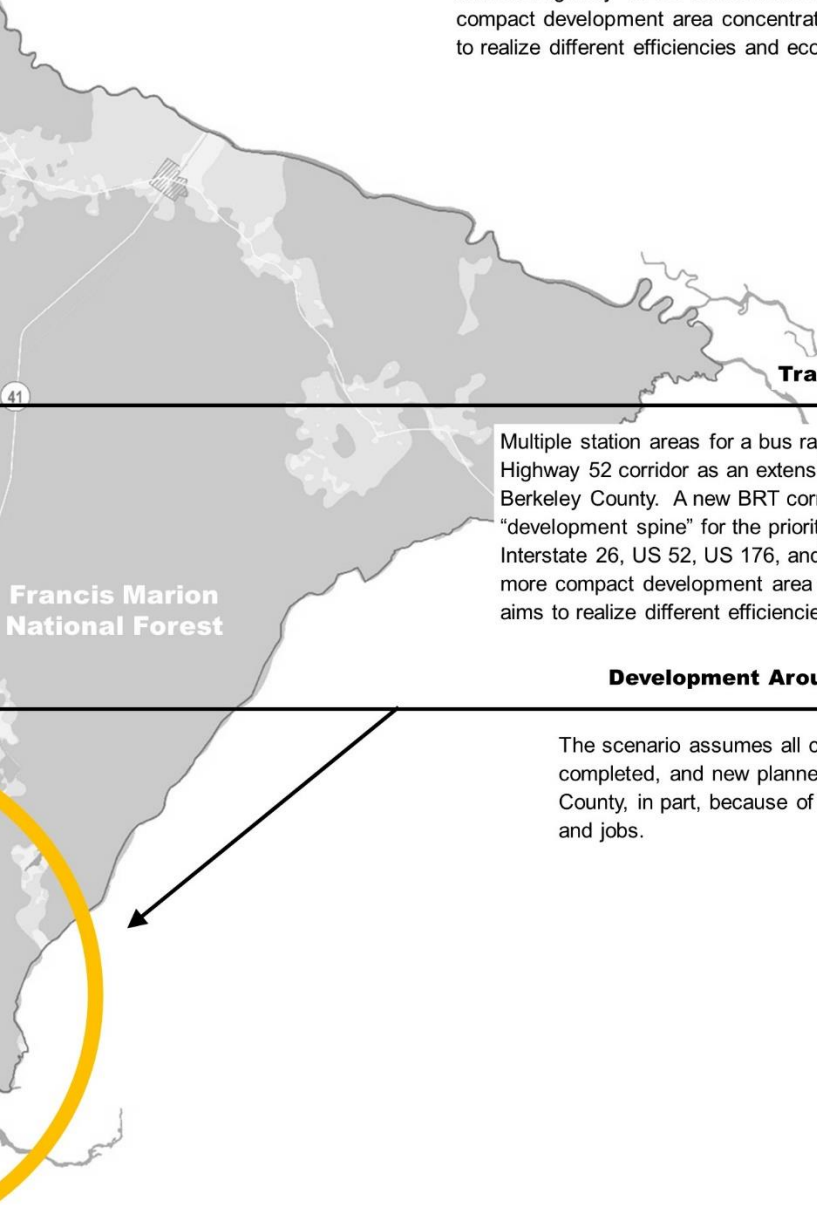 compact development area concentrat
to realize different efficiencies and eco
41
Tra
Multiple station areas for a bus ra
Highway 52 corridor as an extens
Berkeley County. A new BRT corr
“development spine” for the priorit
Interstate 26, US 52, US 176, and
more compact development area
aims to realize different efficiencie
Francis Marion
National Forest
Development Arou
The scenario assumes all o
completed, and new planne
County, in part, because of
and jobs.